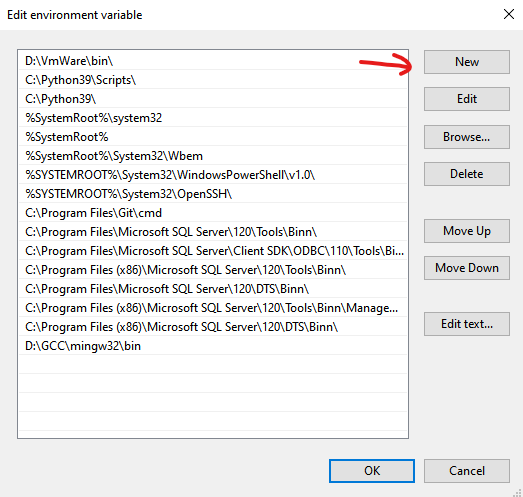 Edit environment variable
D:\VmWare\bin\
New
C:\Python39\Scripts\
C:\Python39\
Edit
%SystemRoot%\system32
%SystemRoot%
Browse...
%SystemRoot%\System32\Wbem
%SYSTEMROOT%\System32\WindowsPowerShell\v1.0\
Delete
%SYSTEMROOT%\System32\OpenSSH\
C:\Program Files\Git\cmd
C:\Program Files\Microsoft SQL Server\120\Tools\Binn\
Move Up
C:\Program Files\Microsoft SQL Server\Client SDK\ODBC\110\Tools\Bi...
C:\Program Files (x86)\Microsoft SQL Server\120\Tools\Binn\
Move Down
C:\Program Files\Microsoft SQL Server\120\DTS\Binn\
C:\Program Files (x86)\Microsoft SQL Server\120\Tools\Binn\Manage...
C:\Program Files (x86)\Microsoft SQL Server\120\DTS\Binn\
Edit text...
D:\GCC\mingw32\bin
OK
Cancel